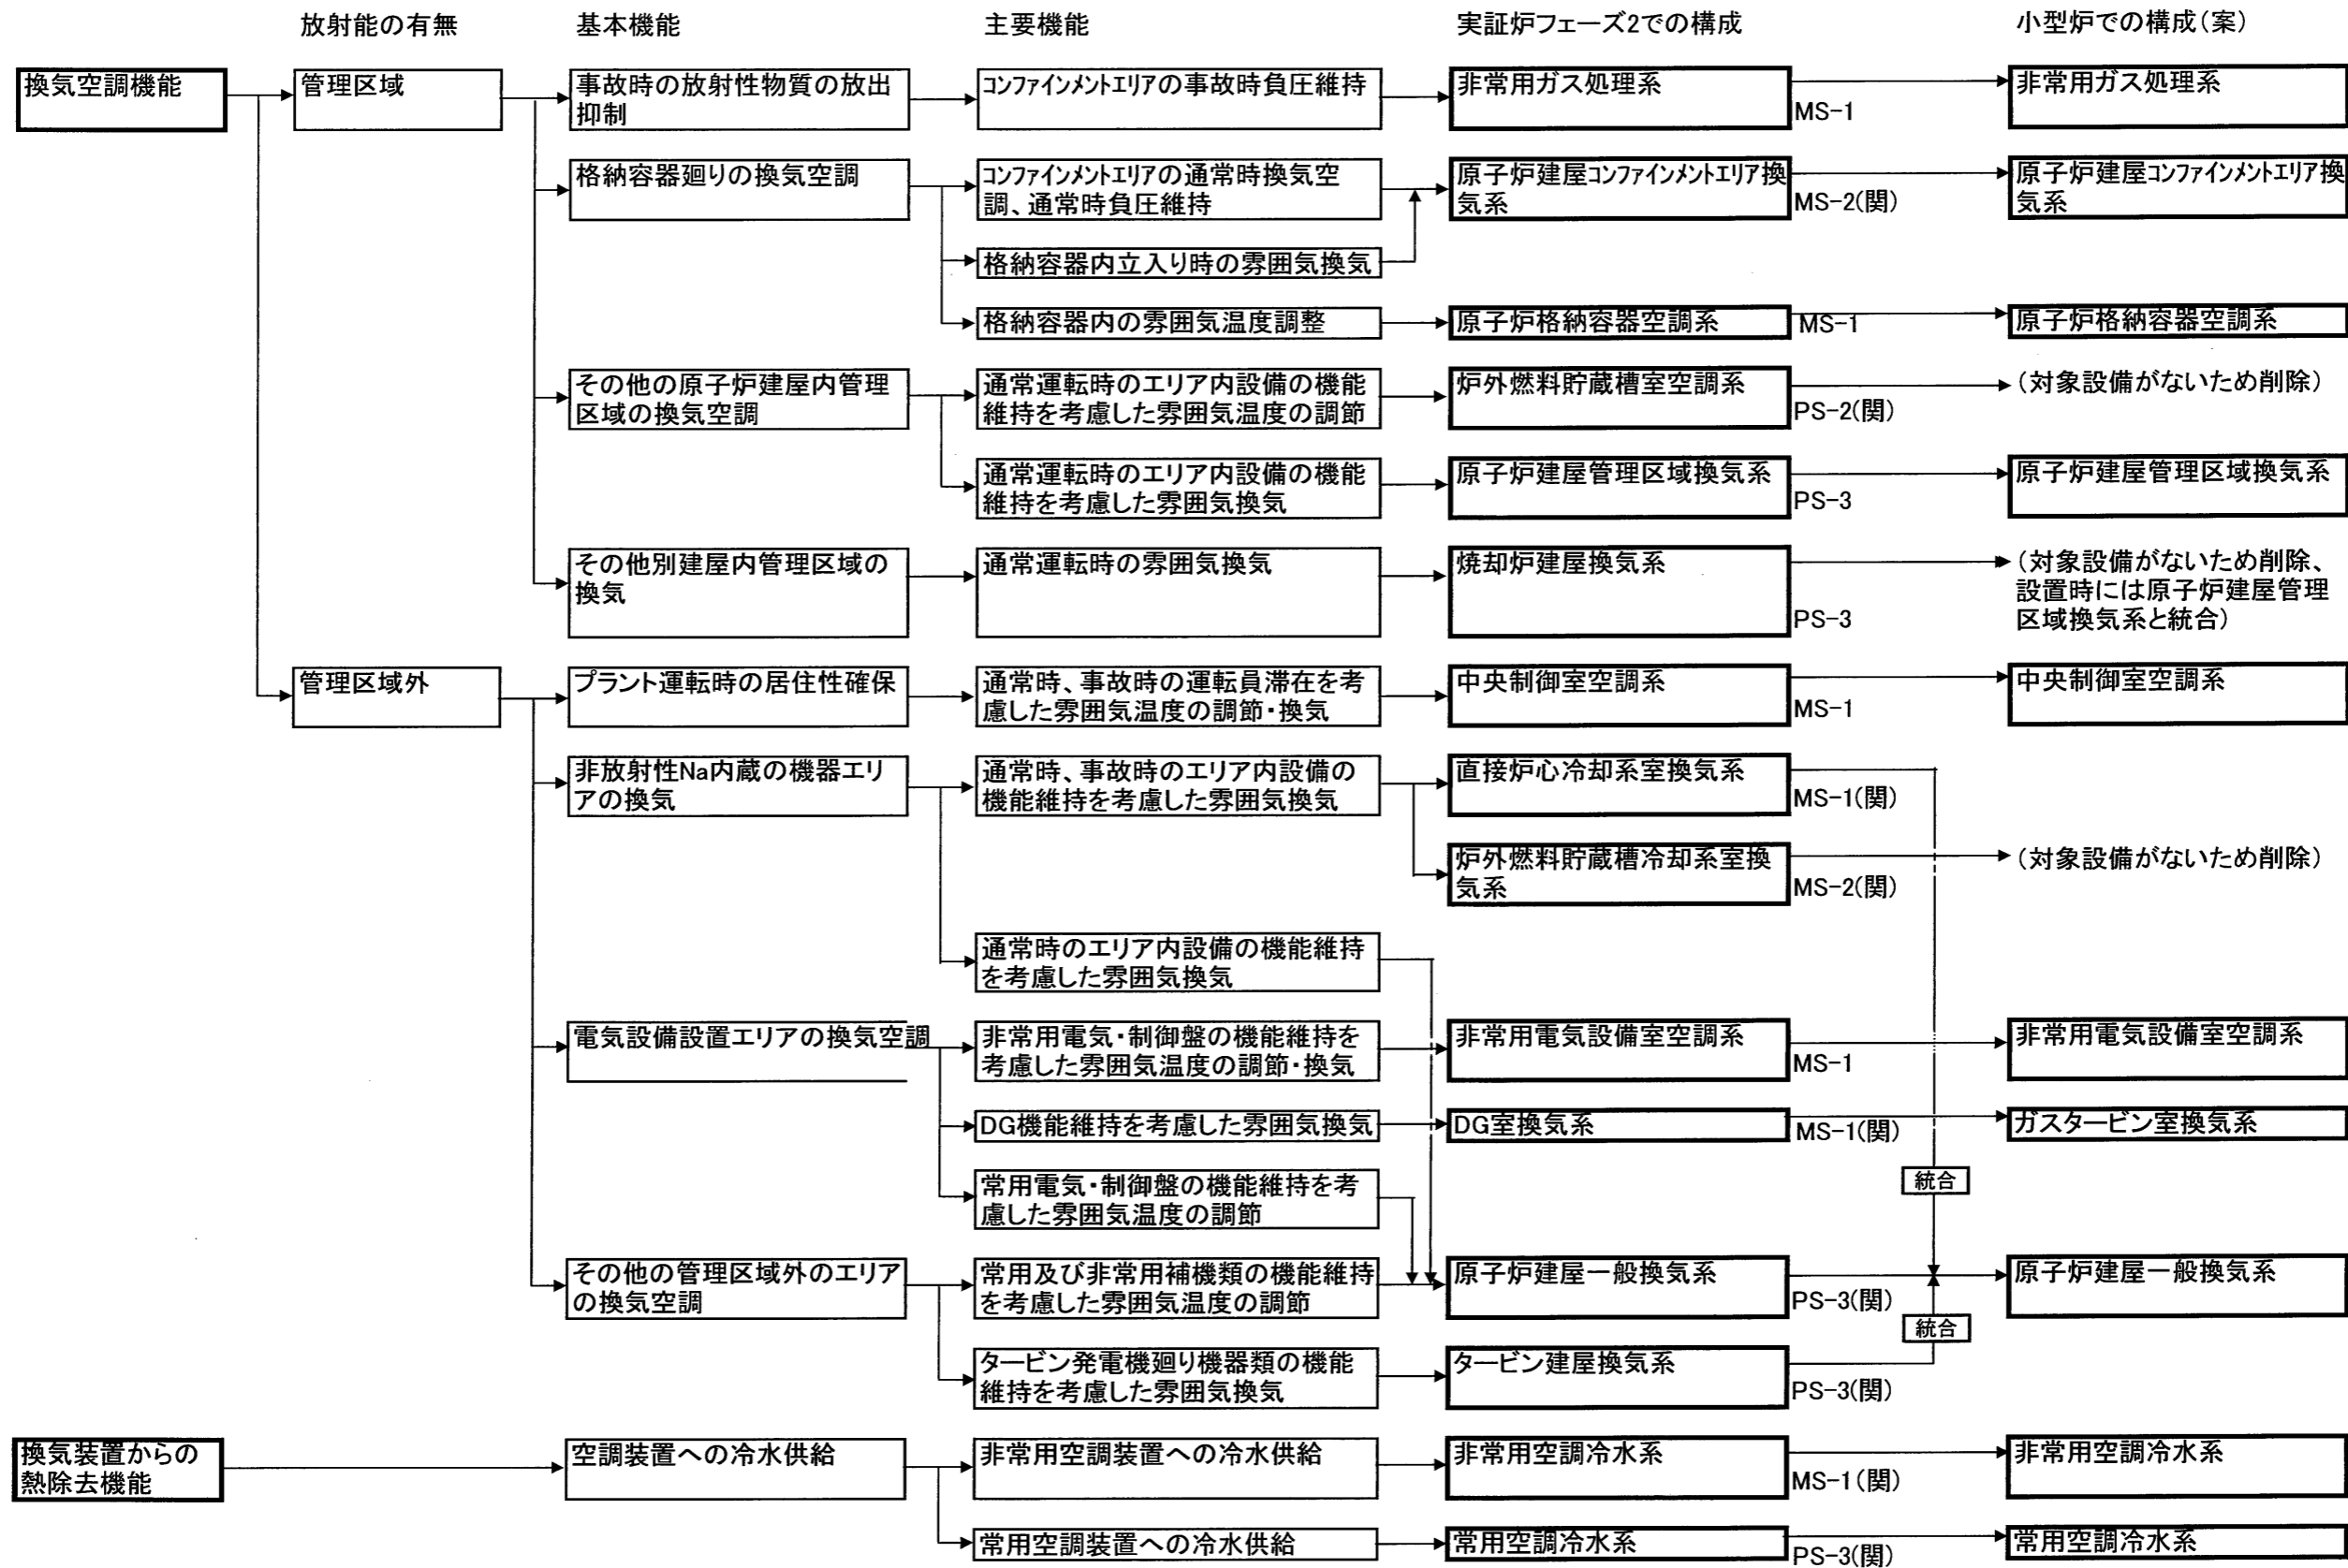 放射能の有無
基本機能
主要機能
実証炉フェーズ2での構成
小型炉での構成(案)
換気空調機能
管理区域
事故時の放射性物質の放出
抑制
コンファインメントエリアの事故時負圧維持
非常用ガス処理系
MS-1
非常用ガス処理系
格納容器廻りの換気空調
コンファインメントエリアの通常時換気空
調、通常時負圧維持
原子炉建屋コンファインメントエリア換
気系
MS-2(関)
原子炉建屋コンファインメントエリア換
気系
格納容器内立入り時の雰囲気換気
格納容器内の雰囲気温度調整
原子炉格納容器空調系
MS-1
原子炉格納容器空調系
その他の原子炉建屋内管理
区域の換気空調
通常運転時のエリア内設備の機能
維持を考慮した雰囲気温度の調節
炉外燃料貯蔵槽室空調系
PS-2(関)
(対象設備がないため削除)
通常運転時のエリア内設備の機能
維持を考慮した雰囲気換気
原子炉建屋管理区域換気系
PS-3
原子炉建屋管理区域換気系
その他別建屋内管理区域の
換気
通常運転時の雰囲気換気
焼却炉建屋換気系
PS-3
(対象設備がないため削除、
設置時には原子炉建屋管理
区域換気系と統合)
管理区域外
プラント運転時の居住性確保
通常時、事故時の運転員滞在を考
慮した雰囲気温度の調節・換気
中央制御室空調系
MS-1
中央制御室空調系
非放射性Na内蔵の機器エリ
アの換気
通常時、事故時のエリア内設備の
機能維持を考慮した雰囲気換気
直接炉心冷却系室換気系
MS-1(関)
炉外燃料貯蔵槽冷却系室換
気系
MS-2(関)
(対象設備がないため削除)
通常時のエリア内設備の機能維持
を考慮した雰囲気換気
電気設備設置エリアの換気空調
非常用電気・制御盤の機能維持を
考慮した雰囲気温度の調節・換気
非常用電気設備室空調系
MS-1
非常用電気設備室空調系
DG機能維持を考慮した雰囲気換気
DG室換気系
MS-1(関)
ガスタービン室換気系
常用電気・制御盤の機能維持を考
慮した雰囲気温度の調節
統合
その他の管理区域外のエリア
の換気空調
常用及び非常用補機類の機能維持
を考慮した雰囲気温度の調節
原子炉建屋一般換気系
PS-3(関)
原子炉建屋一般換気系
統合
タービン発電機廻り機器類の機能
維持を考慮した雰囲気換気
タービン建屋換気系
PS-3(関)
換気装置からの
熱除去機能
空調装置への冷水供給
非常用空調装置への冷水供給
非常用空調冷水系
MS-1(関)
非常用空調冷水系
常用空調装置への冷水供給
常用空調冷水系
PS-3(関)
常用空調冷水系